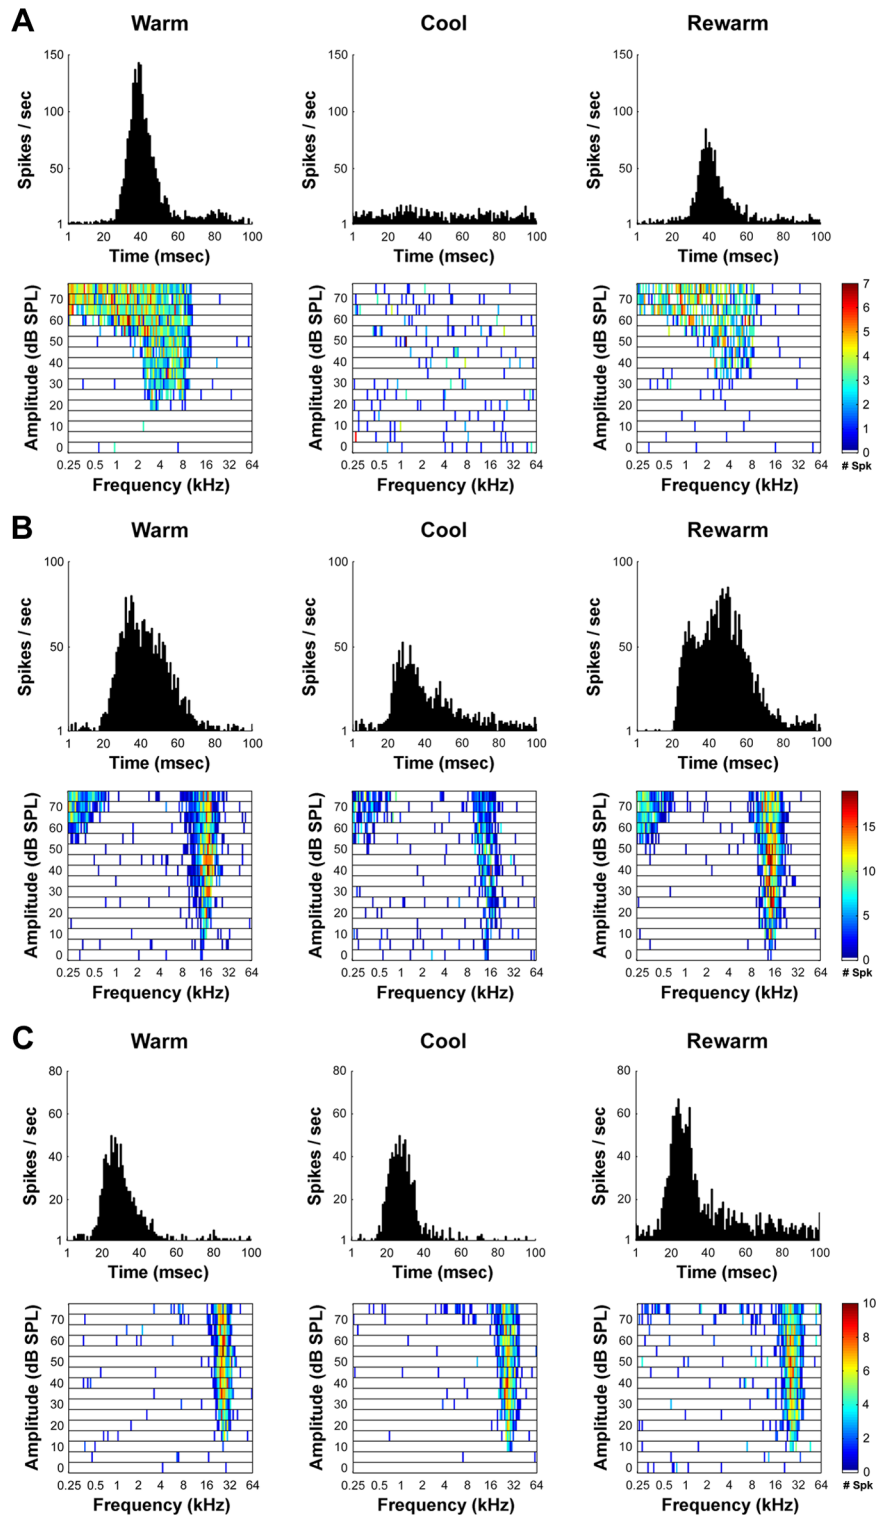 A
Warm Cool Rewarm
150 150 150
100 100 100
50 50 50
1 1 1
Spikes / sec Spikes / sec Spikes / sec
1 20 40 60 80 100 1 20 40 60 80 100 1 20 40 60 80 100
Time (msec) Time (msec) Time (msec)
Amplitude (dB SPL) Amplitude (dB SPL) Amplitude (dB SPL)
70 70 70 7
60 60 60 6
50 50 50 5
40 40 40 4
30 30 30 3
20 20 20 2
10 10 10 1
0 0 0 0
0.25 0.5 1 2 4 8 16 32 64 0.25 0.5 1 2 4 8 16 32 64 0.25 0.5 1 2 4 8 16 32 64
# Spk
Frequency (kHz) Frequency (kHz) Frequency (kHz)
B
Warm Cool Rewarm
100 100 100
50 50 50
1 1 1
Spikes / sec Spikes / sec Spikes / sec
1 20 40 60 80 100 1 20 40 60 80 100 1 20 40 60 80 100
Time (msec) Time (msec) Time (msec)
Amplitude (dB SPL) Amplitude (dB SPL) Amplitude (dB SPL)
70 70 70
60 60 60 15
50 50 50
40 40 40 10
30 30 30
20 20 20 5
10 10 10
0 0 0 0
0.25 0.5 1 2 4 8 16 32 64 0.25 0.5 1 2 4 8 16 32 64 0.25 0.5 1 2 4 8 16 32 64
# Spk
Frequency (kHz) Frequency (kHz) Frequency (kHz)
C
Warm Cool Rewarm
80 80 80
60 60 60
40 40 40
20 20 20
1 1 1
Spikes / sec Spikes / sec Spikes / sec
1 20 40 60 80 100 1 20 40 60 80 100 1 20 40 60 80 100
Time (msec) Time (msec) Time (msec)
Amplitude (dB SPL) Amplitude (dB SPL) Amplitude (dB SPL)
70 70 70 10
60 60 60 8
50 50 50
40 40 40 6
30 30 30 4
20 20 20
10 10 10 2
0 0 0 0
0.25 0.5 1 2 4 8 16 32 64 0.25 0.5 1 2 4 8 16 32 64 0.25 0.5 1 2 4 8 16 32 64
# Spk
Frequency (kHz) Frequency (kHz) Frequency (kHz)